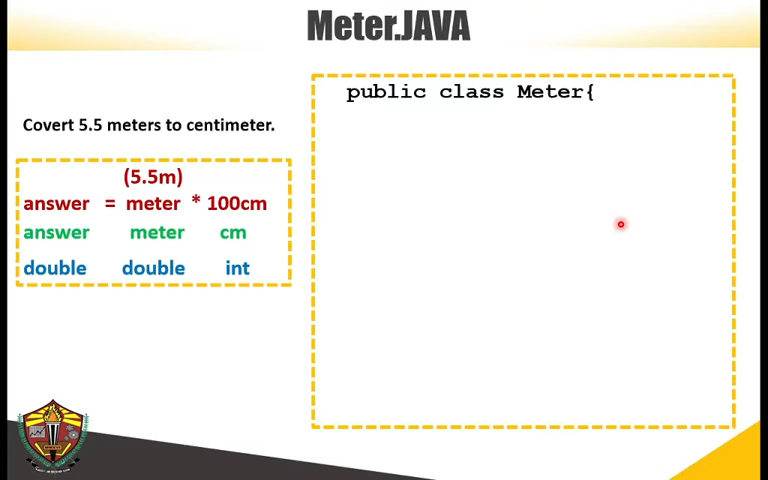 Meter.JAVA
Covert 5.5 meters to centimeter.
(5.5m)
answer = meter * 100cm
answer meter cm
double double int
public class Meter{